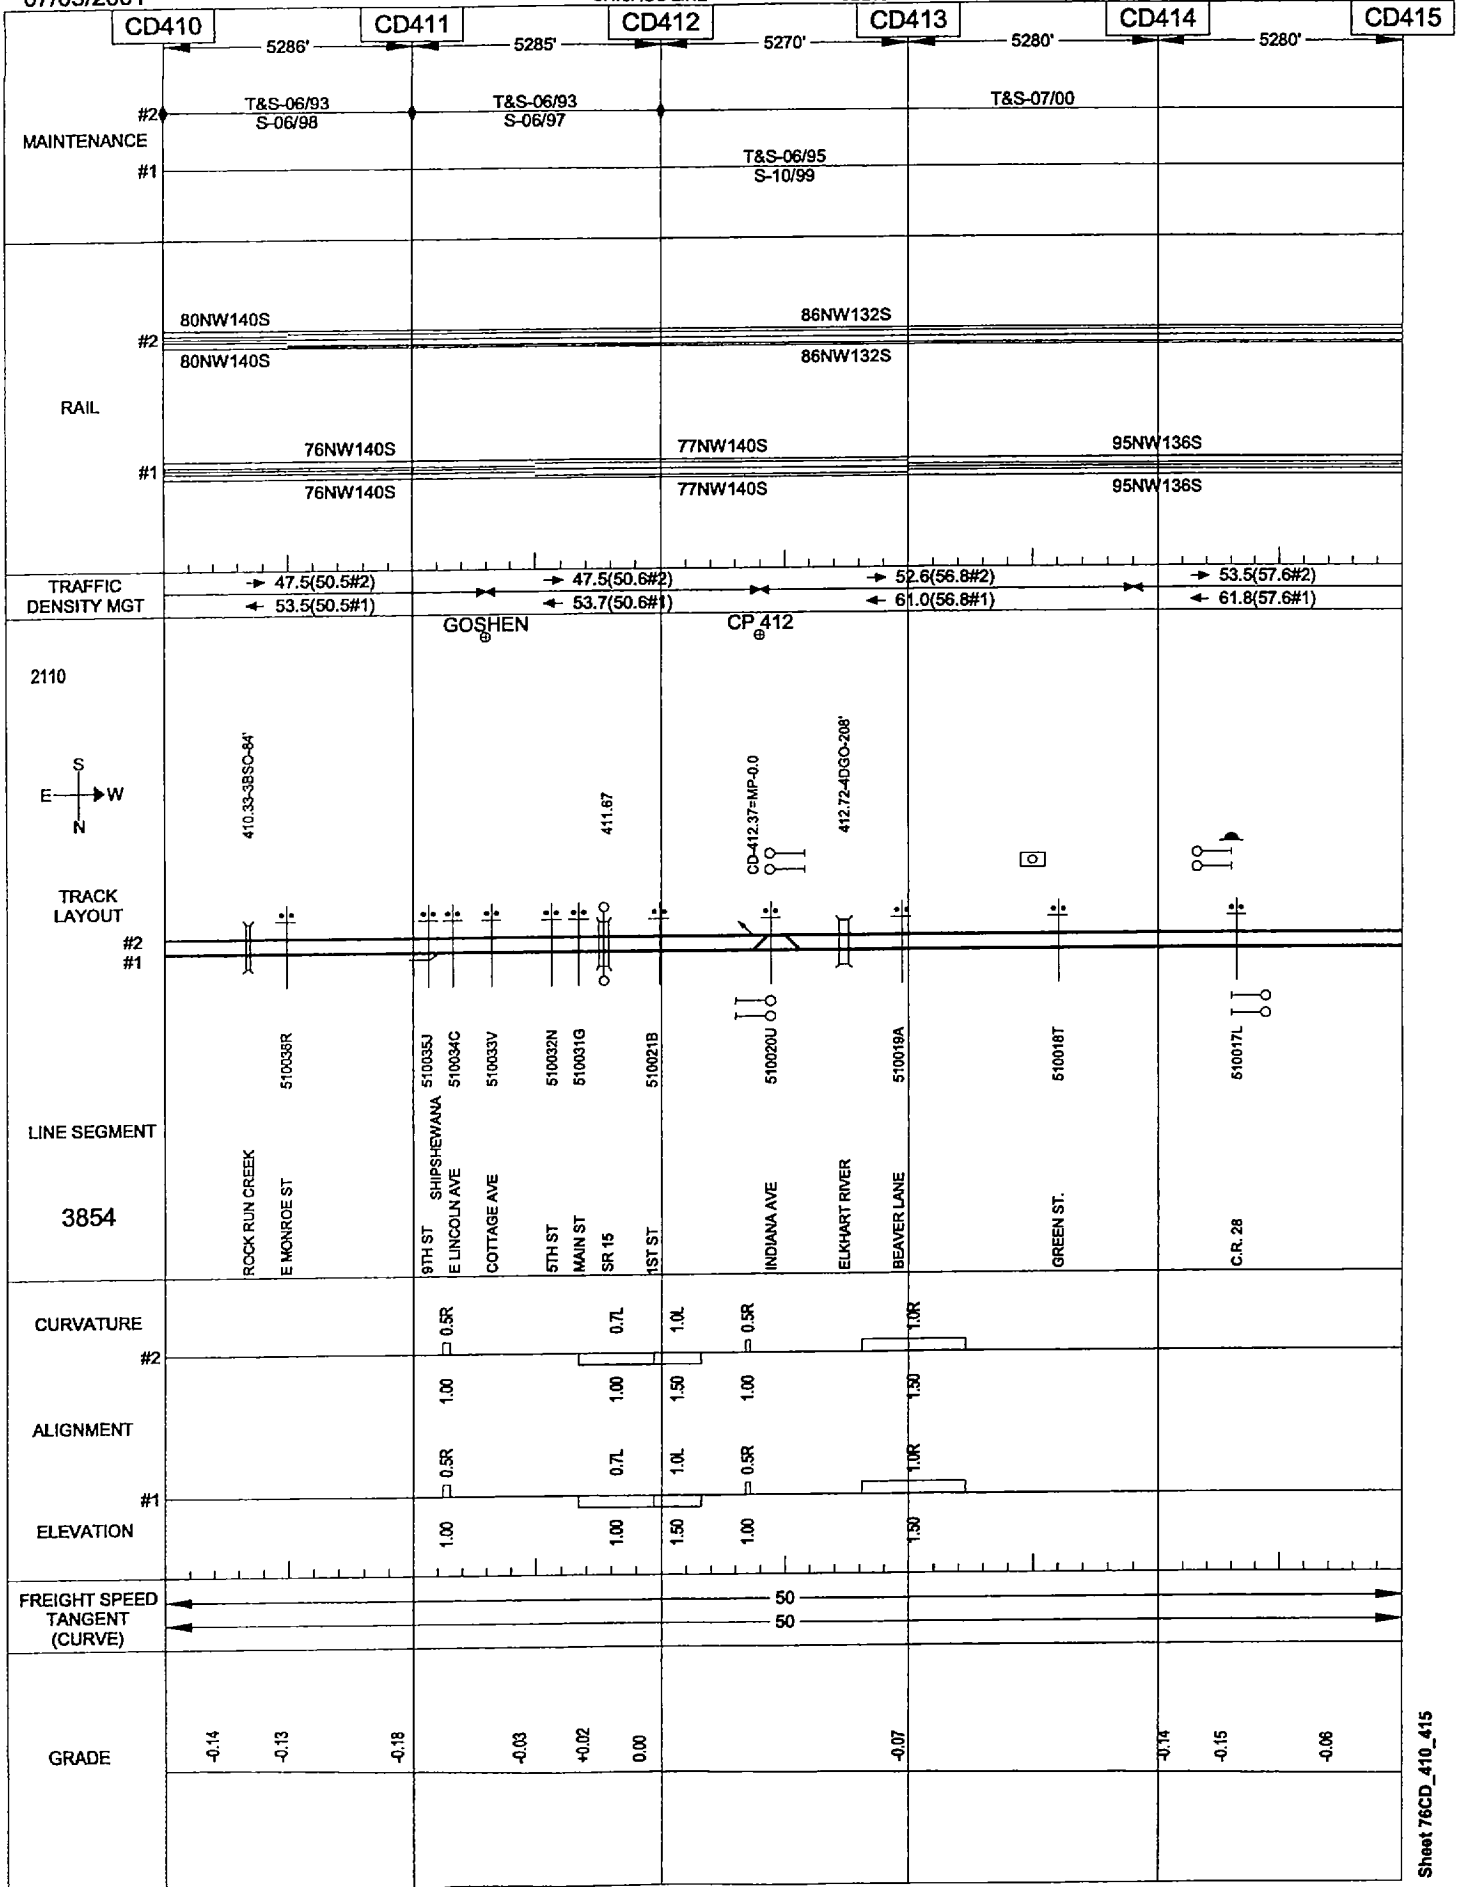 CD410
CD411
CD412
CD413
CD414
CD415
5286'
5285'
5270'
5280'
5280'
MAINTENANCE
#2
T&S-06/93
S-06/98
T&S-06/93
S-06/97
T&S-07/00
#1
T&S-06/95
S-10/99
RAIL
#2
80NW140S
86NW132S
80NW140S
86NW132S
#1
76NW140S
77NW140S
95NW136S
76NW140S
77NW140S
95NW136S
TRAFFIC
DENSITY MGT
47.5(50.5#2)
47.5(50.6#2)
52.6(56.8#2)
53.5(57.6#2)
53.5(50.5#1)
53.7(50.6#1)
61.0(56.8#1)
61.8(57.6#1)
GOSHEN
CP 412
2110
S
E W
N
410.33-3BSO-84'
411.67
CD-412.37=MP-0.0
412.72-4DGO-208'
TRACK
LAYOUT
#2
#1
510035J
510034C
510033V
510032N
510031G
510021B
510020U
510019A
510018T
510017L
LINE SEGMENT
3854
ROCK RUN CREEK
E MONROE ST
9TH ST
SHIPSHEWANA
E LINCOLN AVE
COTTAGE AVE
5TH ST
MAIN ST
SR 15
1ST ST
INDIANA AVE
ELKHART RIVER
BEAVER LANE
GREEN ST.
C.R. 28
CURVATURE
0.5R
0.7L
1.0L
0.5R
1.0R
#2
1.00
1.00
1.50
1.00
1.50
ALIGNMENT
0.5R
0.7L
1.0L
0.5R
1.0R
#1
ELEVATION
1.00
1.00
1.50
1.00
1.50
FREIGHT SPEED
TANGENT
(CURVE)
50
50
GRADE
-0.14
-0.13
-0.18
-0.03
+0.02
0.00
-0.07
-0.14
-0.15
-0.06
Sheet 76CD_410_415